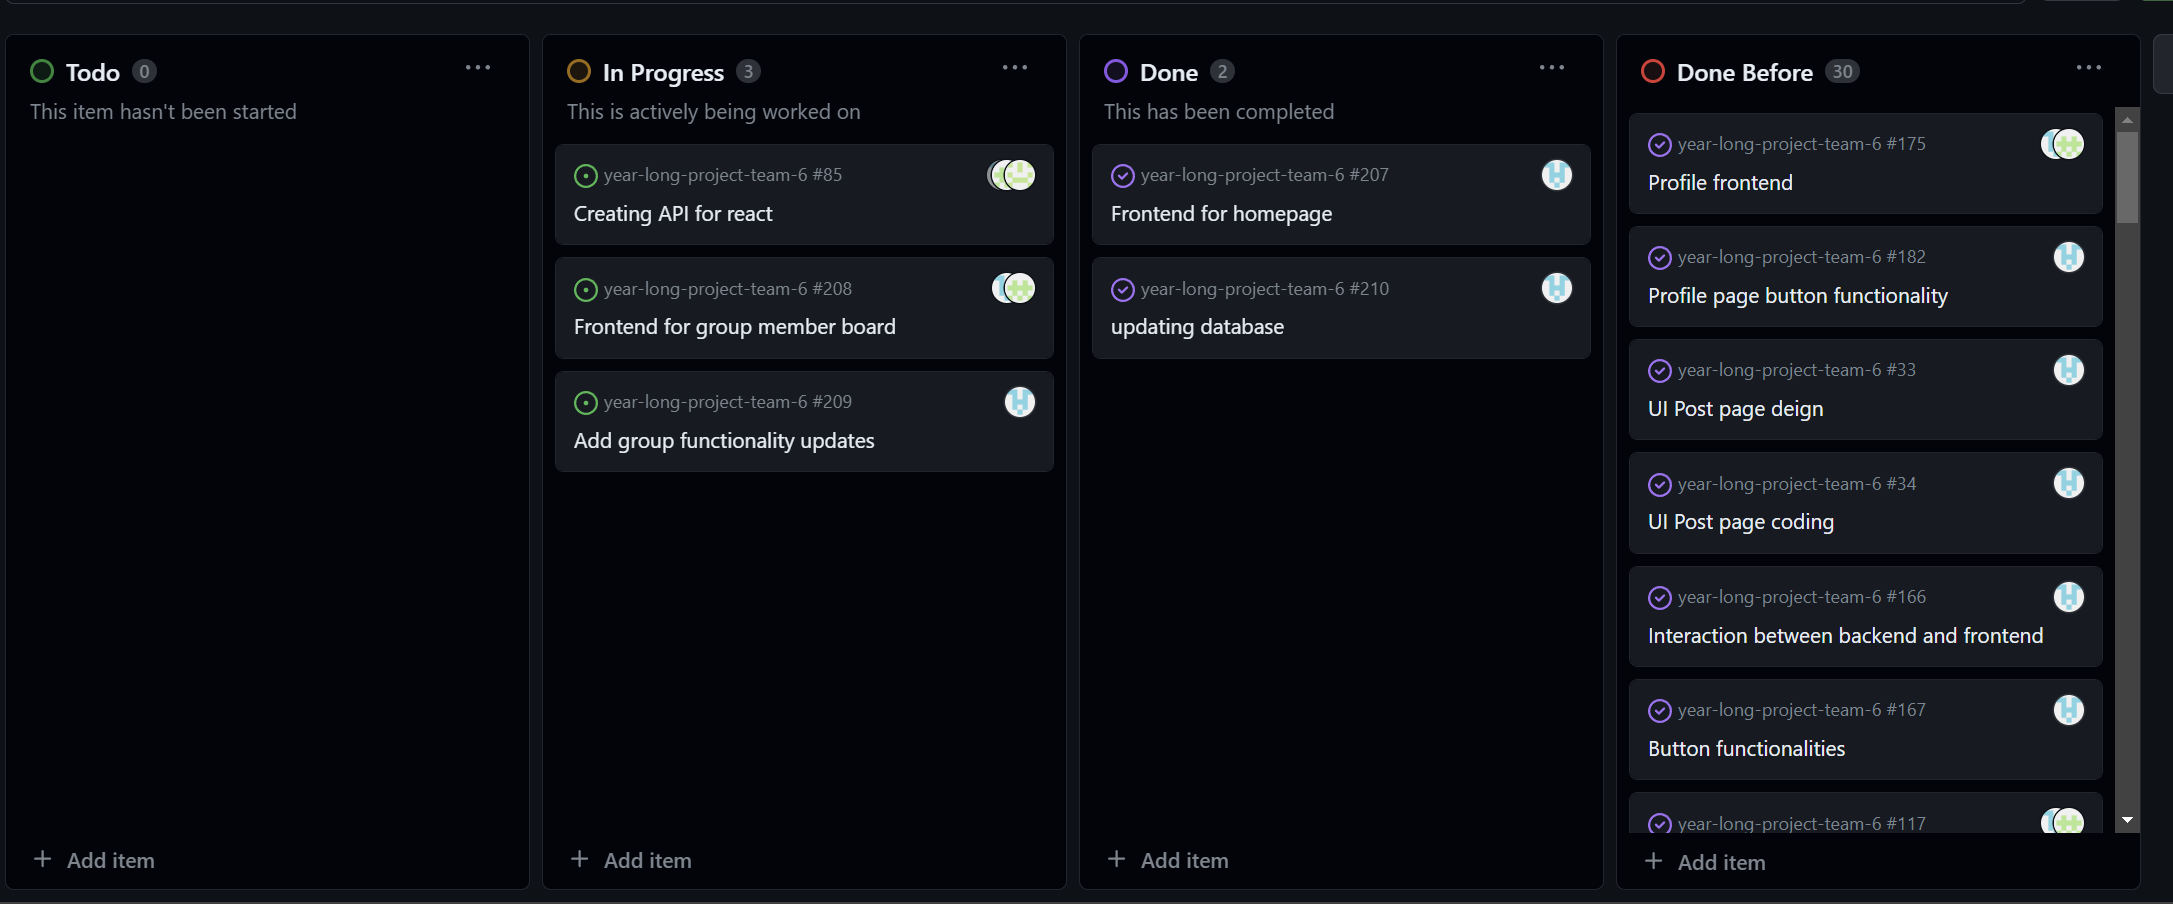 Todo 0
This item hasn't been started
Add item
In Progress 3
This is actively being worked on
year-long-project-team-6 #85
Creating API for react
year-long-project-team-6 #208
Frontend for group member board
year-long-project-team-6 #209
Add group functionality updates
Add item
Done 2
This has been completed
year-long-project-team-6 #207
Frontend for homepage
year-long-project-team-6 #210
updating database
Add item
Done Before 30
year-long-project-team-6 #175
Profile frontend
year-long-project-team-6 #182
Profile page button functionality
year-long-project-team-6 #33
UI Post page deign
year-long-project-team-6 #34
UI Post page coding
year-long-project-team-6 #166
Interaction between backend and frontend
year-long-project-team-6 #167
Button functionalities
year-long-project-team-6 #117
Add item